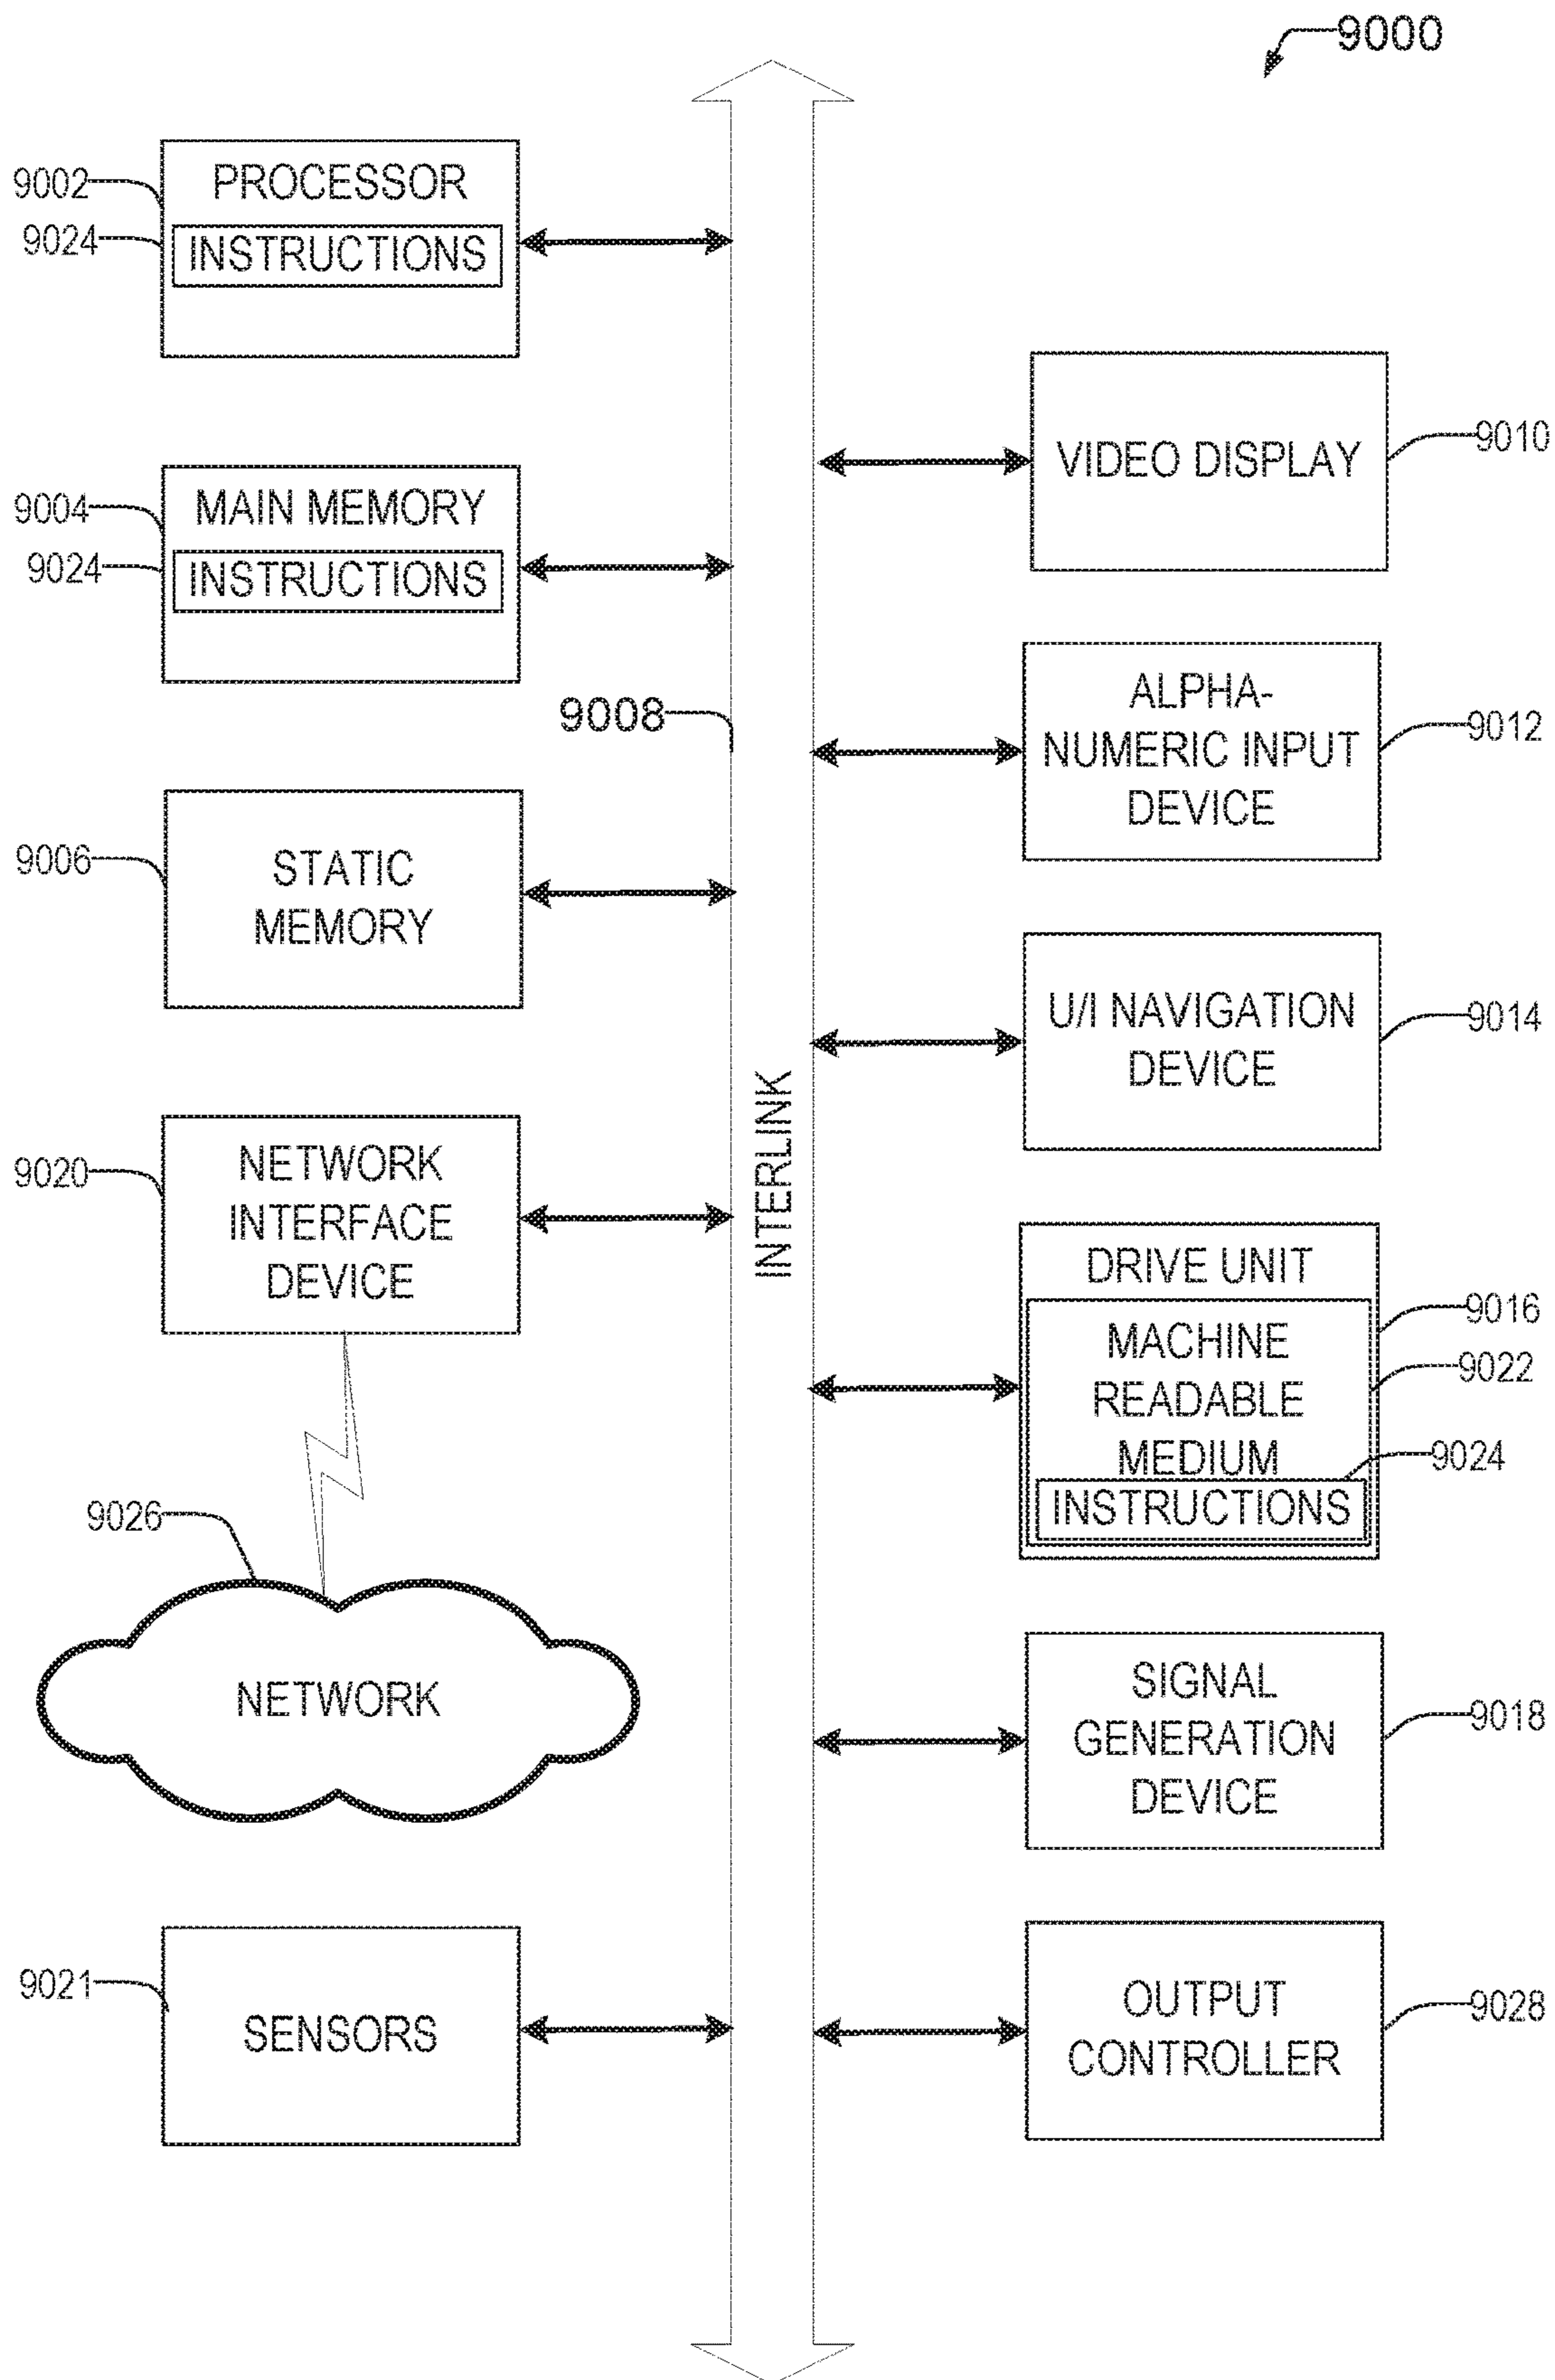 9000
9002
PROCESSOR
9024
INSTRUCTIONS
9004
MAIN MEMORY
9024
INSTRUCTIONS
9008
9006
STATIC
MEMORY
9020
NETWORK
INTERFACE
DEVICE
9026
NETWORK
9021
SENSORS
INTERLINK
VIDEO DISPLAY
9010
ALPHA-
NUMERIC INPUT
DEVICE
9012
U/I NAVIGATION
DEVICE
9014
DRIVE UNIT
9016
MACHINE
READABLE
MEDIUM
9022
9024
INSTRUCTIONS
SIGNAL
GENERATION
DEVICE
9018
OUTPUT
CONTROLLER
9028